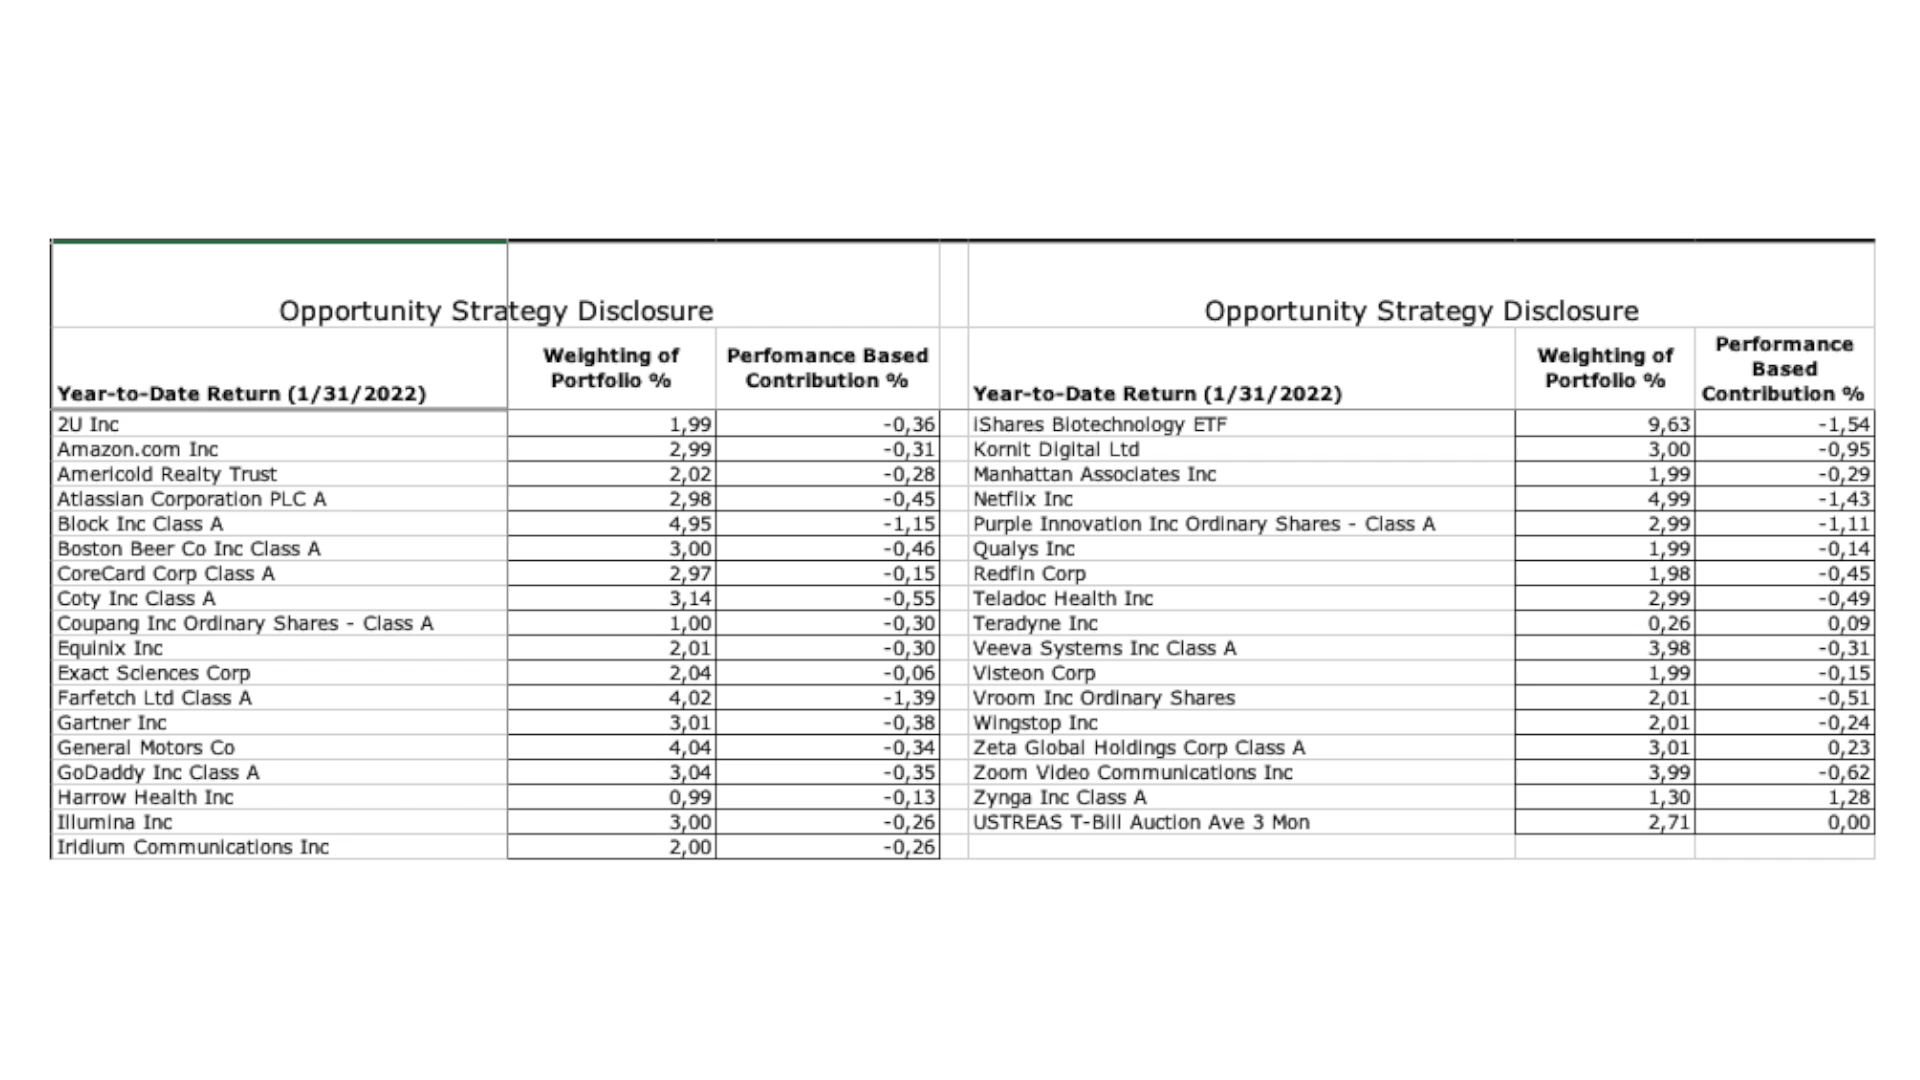 Opportunity Strategy Disclosure
Year-to-Date Return (1/31/2022) Weighting of Portfolio % Perfomance Based Contribution %
2U Inc 1,99 -0,36
Amazon.com Inc 2,99 -0,31
Americold Realty Trust 2,02 -0,28
Atlassian Corporation PLC A 2,98 -0,45
Block Inc Class A 4,95 -1,15
Boston Beer Co Inc Class A 3,00 -0,46
CoreCard Corp Class A 2,97 -0,15
Coty Inc Class A 3,14 -0,55
Coupang Inc Ordinary Shares - Class A 1,00 -0,30
Equinix Inc 2,01 -0,30
Exact Sciences Corp 2,04 -0,06
Farfetch Ltd Class A 4,02 -1,39
Gartner Inc 3,01 -0,38
General Motors Co 4,04 -0,34
GoDaddy Inc Class A 3,04 -0,35
Harrow Health Inc 0,99 -0,13
Illumina Inc 3,00 -0,26
Iridium Communications Inc 2,00 -0,26
Opportunity Strategy Disclosure
Year-to-Date Return (1/31/2022) Weighting of Portfolio % Performance Based Contribution %
iShares Biotechnology ETF 9,63 -1,54
Kornit Digital Ltd 3,00 -0,95
Manhattan Associates Inc 1,99 -0,29
Netflix Inc 4,99 -1,43
Purple Innovation Inc Ordinary Shares - Class A 2,99 -1,11
Qualys Inc 1,99 -0,14
Redfin Corp 1,98 -0,45
Teladoc Health Inc 2,99 -0,49
Teradyne Inc 0,26 0,09
Veeva Systems Inc Class A 3,98 -0,31
Visteon Corp 1,99 -0,15
Vroom Inc Ordinary Shares 2,01 -0,51
Wingstop Inc 2,01 -0,24
Zeta Global Holdings Corp Class A 3,01 0,23
Zoom Video Communications Inc 3,99 -0,62
Zynga Inc Class A 1,30 1,28
USTREAS T-Bill Auction Ave 3 Mon 2,71 0,00